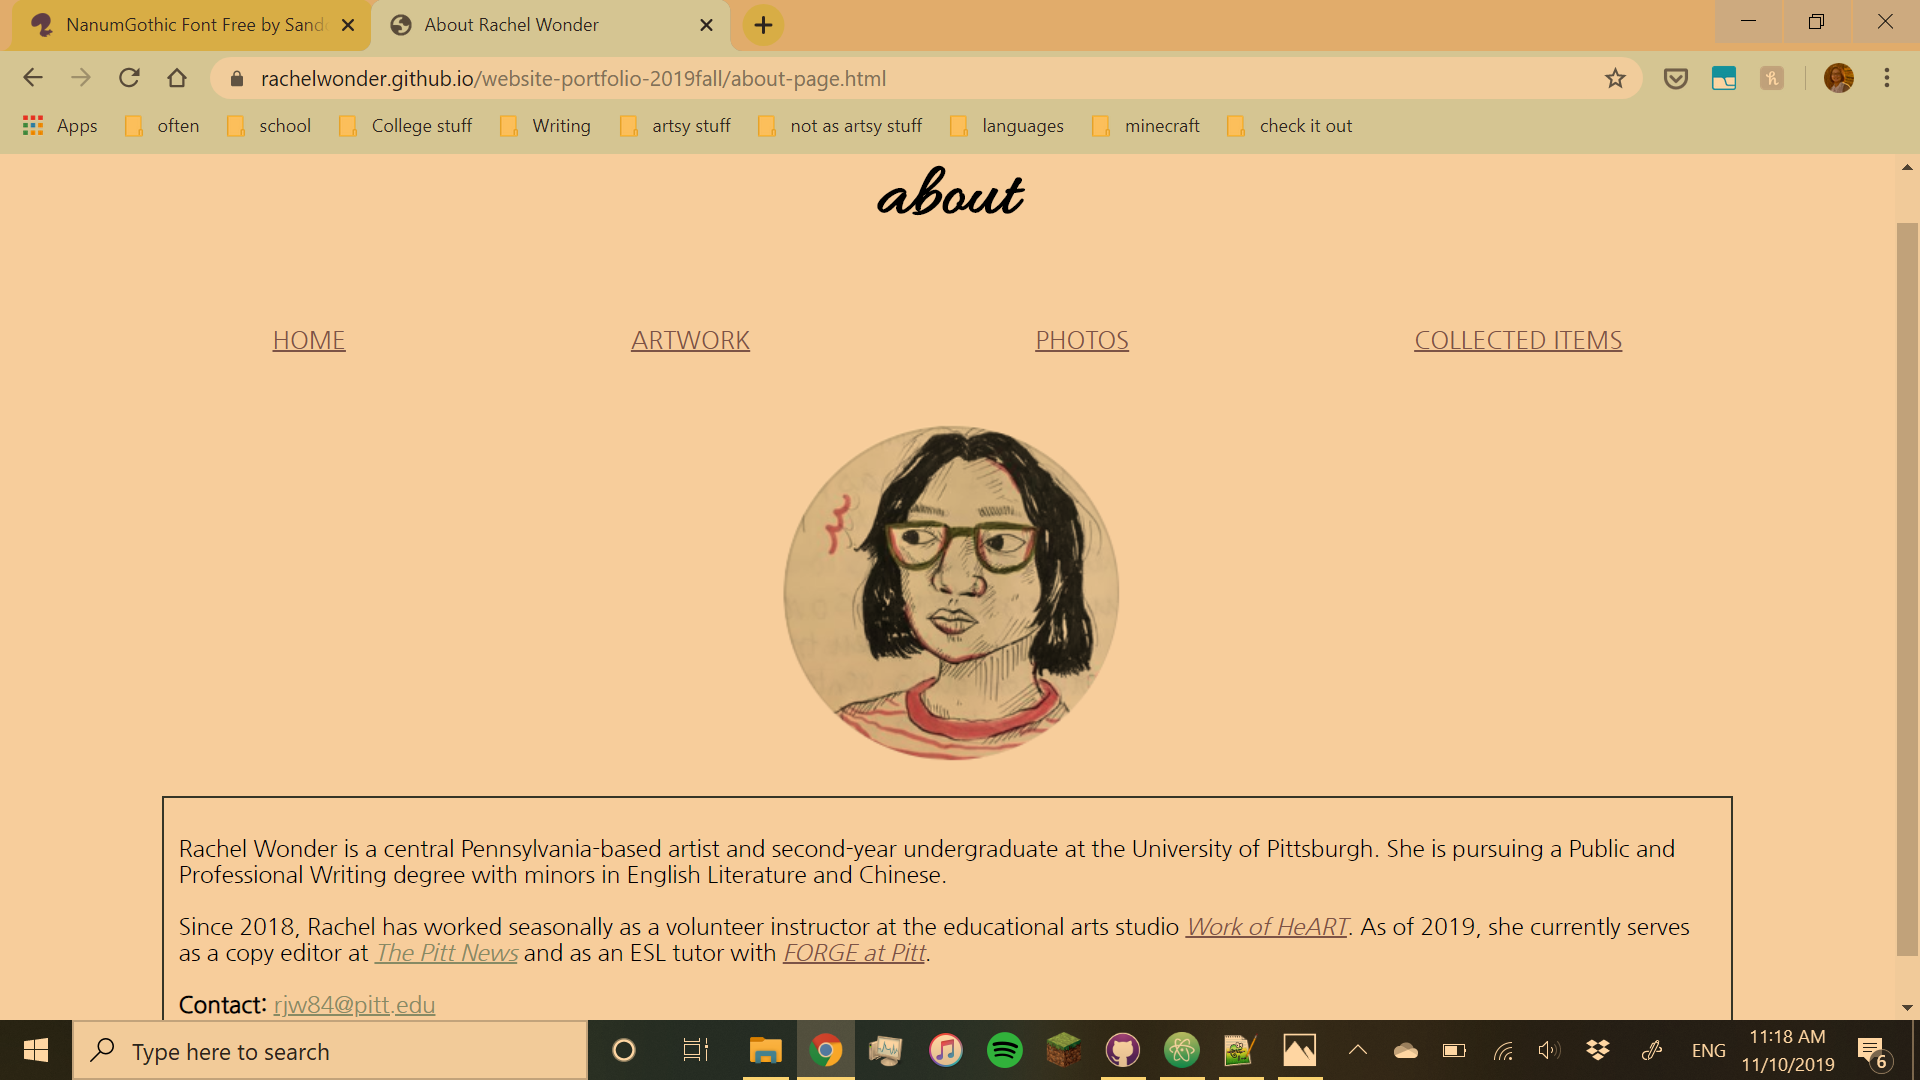 NanumGothic Font Free by Sand
About Rachel Wonder
rachelwonder.github.io/website-portfolio-2019fall/about-page.html
Apps often school College stuff Writing artsy stuff not as artsy stuff languages minecraft check it out
about
HOME ARTWORK PHOTOS COLLECTED ITEMS
Rachel Wonder is a central Pennsylvania-based artist and second-year undergraduate at the University of Pittsburgh. She is pursuing a Public and
Professional Writing degree with minors in English Literature and Chinese.
Since 2018, Rachel has worked seasonally as a volunteer instructor at the educational arts studio Work of HeART. As of 2019, she currently serves
as a copy editor at The Pitt News and as an ESL tutor with FORGE at Pitt.
Contact: rjw84@pitt.edu
Type here to search
ENG
11:18 AM
11/10/2019
6